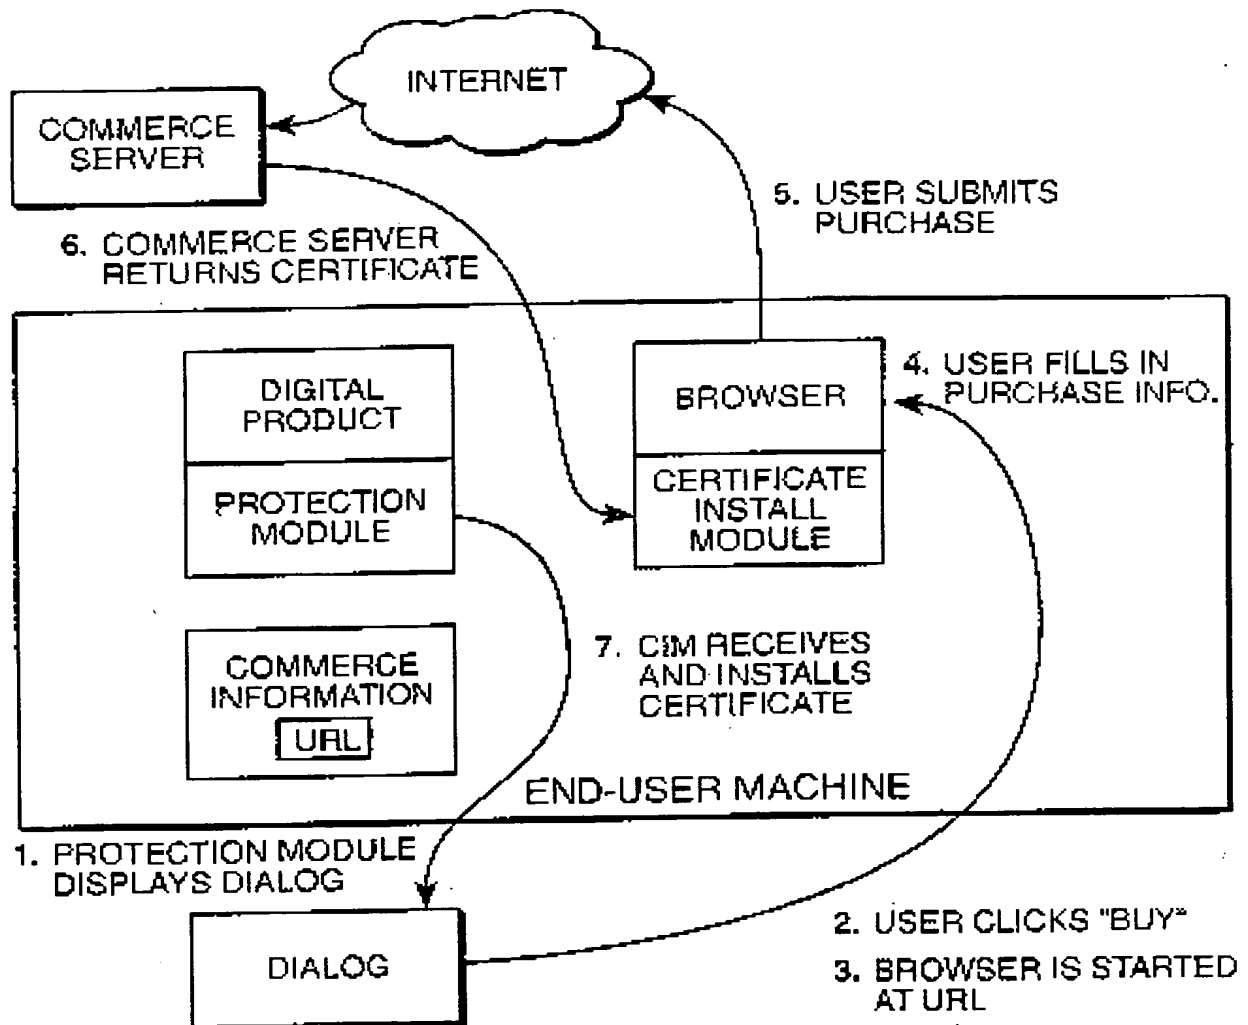 INTERNET
COMMERCE
SERVER
5. USER SUBMITS
PURCHASE
6. COMMERCE SERVER
RETURNS CERTIFICATE
DIGITAL
PRODUCT
PROTECTION
MODULE
BROWSER
CERTIFICATE
INSTALL
MODULE
4. USER FILLS IN
PURCHASE INFO.
COMMERCE
INFORMATION
URL
7. CIM RECEIVES
AND INSTALLS
CERTIFICATE
END-USER MACHINE
1. PROTECTION MODULE
DISPLAYS DIALOG
DIALOG
2. USER CLICKS "BUY"
3. BROWSER IS STARTED
AT URL